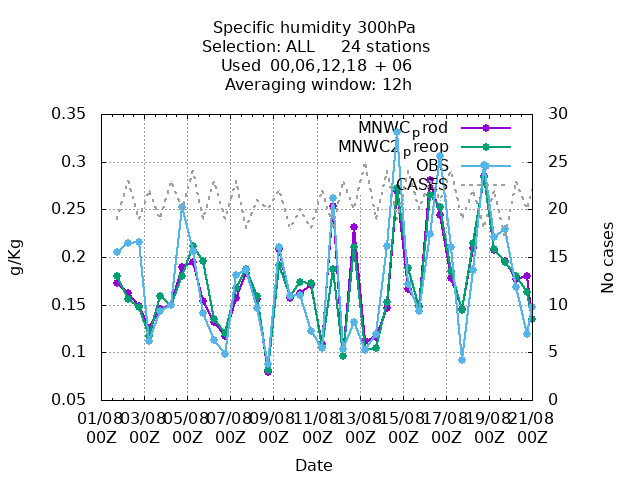 Specific humidity 300hPa
Selection: ALL 24 stations
Used 00,06,12,18 + 06
Averaging window: 12h
0.35 30
MNWC_prod
MNWC2_preop
0.3 25
OBS
CASES
0.25 20
0.2 15
g/Kg No cases
0.15 10
0.1 5
0.05 0
01/08 03/08 05/08 07/08 09/08 11/08 13/08 15/08 17/08 19/08 21/08
00Z 00Z 00Z 00Z 00Z 00Z 00Z 00Z 00Z 00Z 00Z
Date